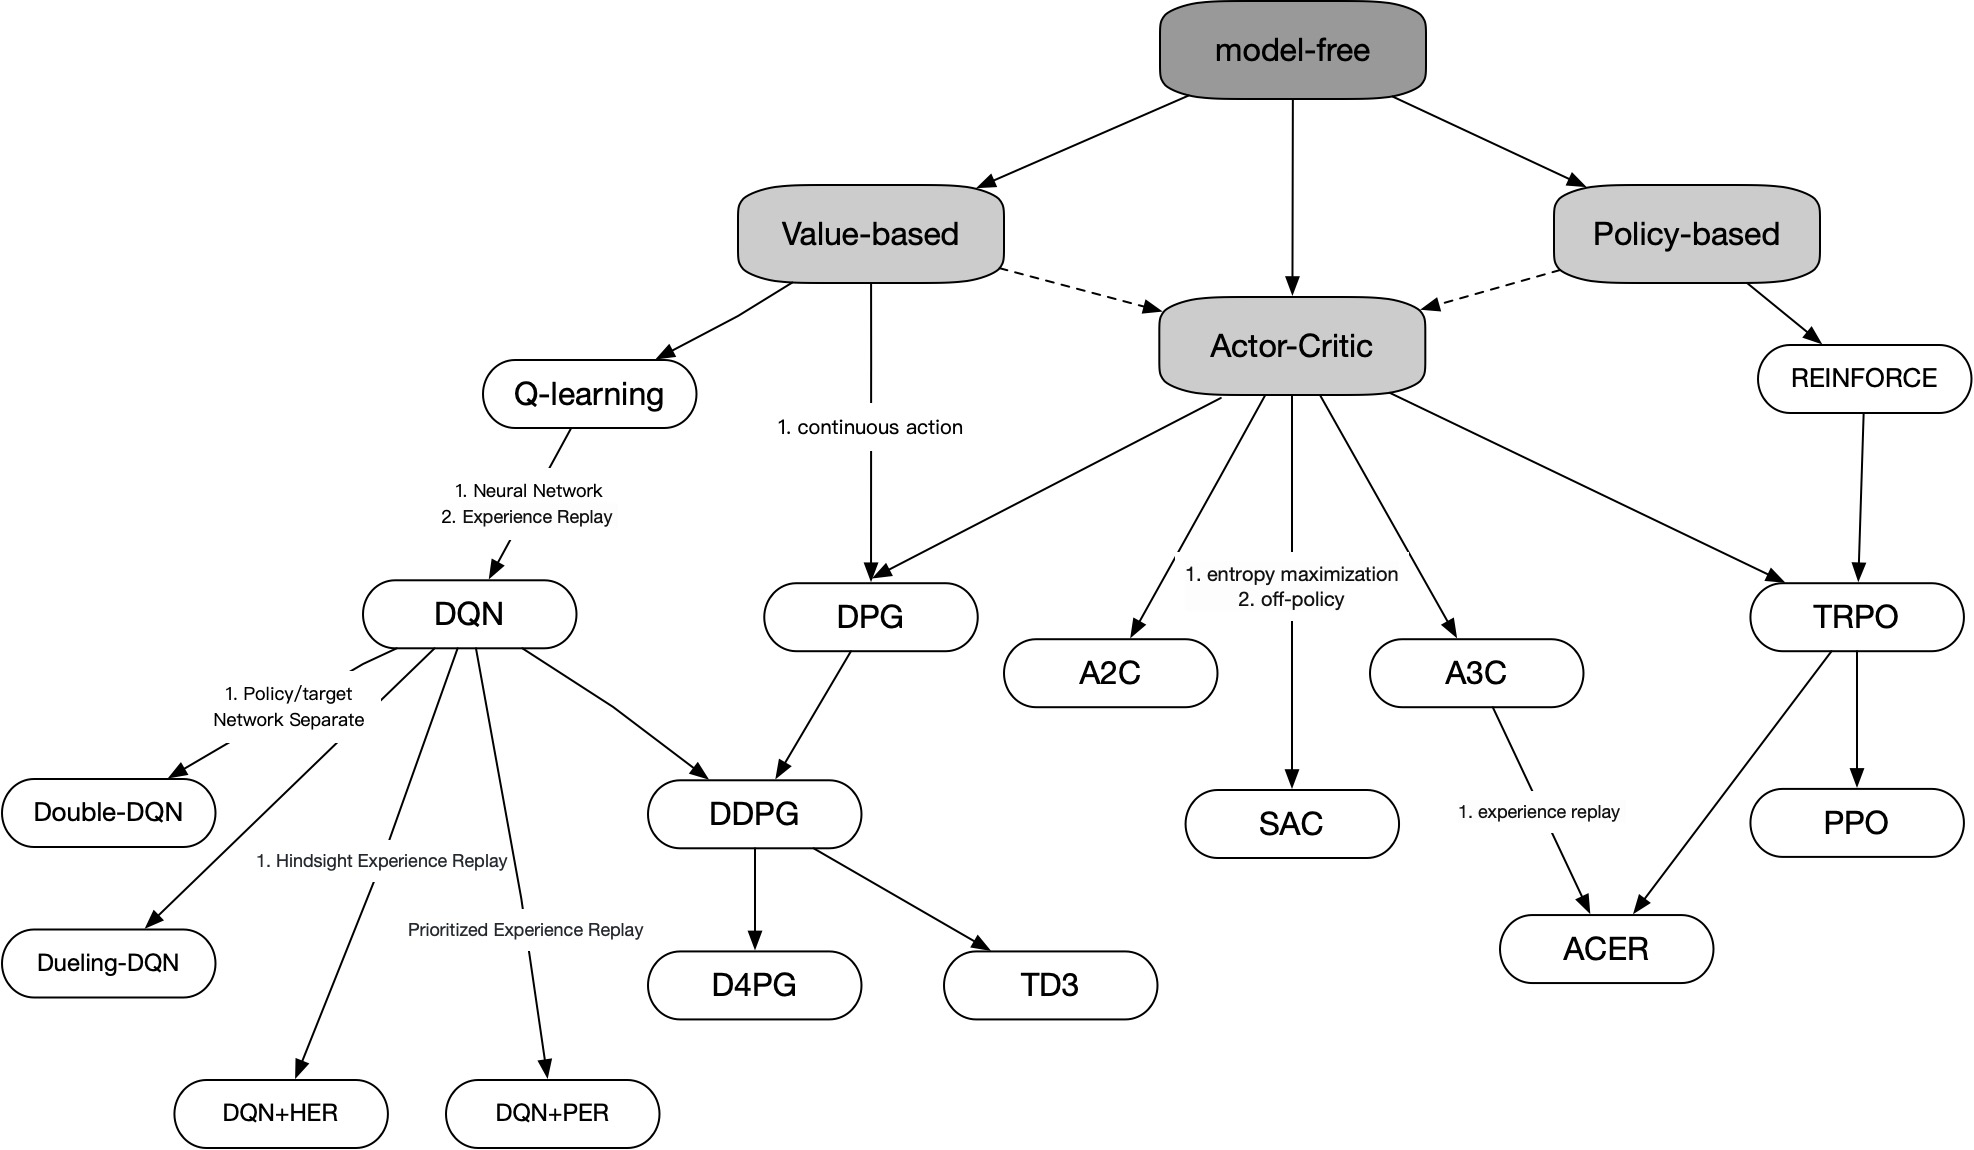 model-free
Value-based
Policy-based
Actor-Critic
Q-learning
REINFORCE
1. continuous action
1. Neural Network
2. Experience Replay
1. entropy maximization
2. off-policy
DQN
DPG
TRPO
A2C
A3C
1. Policy/target
Network Separate
Double-DQN
DDPG
SAC
1. experience replay
PPO
1. Hindsight Experience Replay
Prioritized Experience Replay
Dueling-DQN
D4PG
TD3
ACER
DQN+HER
DQN+PER